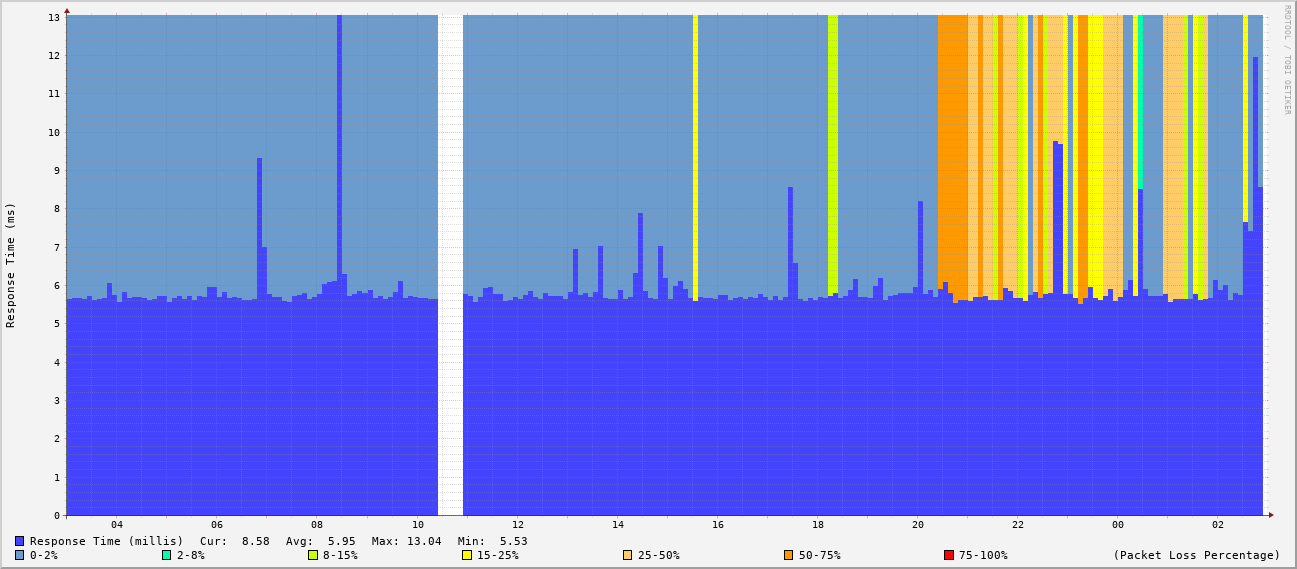 RRDTOOL / TOBI OETIKER
Response Time (ms)
13
12
11
10
9
8
7
6
5
4
3
2
1
0
04 06 08 10 12 14 16 18 20 22 00 02
Response Time (millis) Cur: 8.58 Avg: 5.95 Max: 13.04 Min: 5.53
0-2% 2-8% 8-15% 15-25% 25-50% 50-75% 75-100% (Packet Loss Percentage)